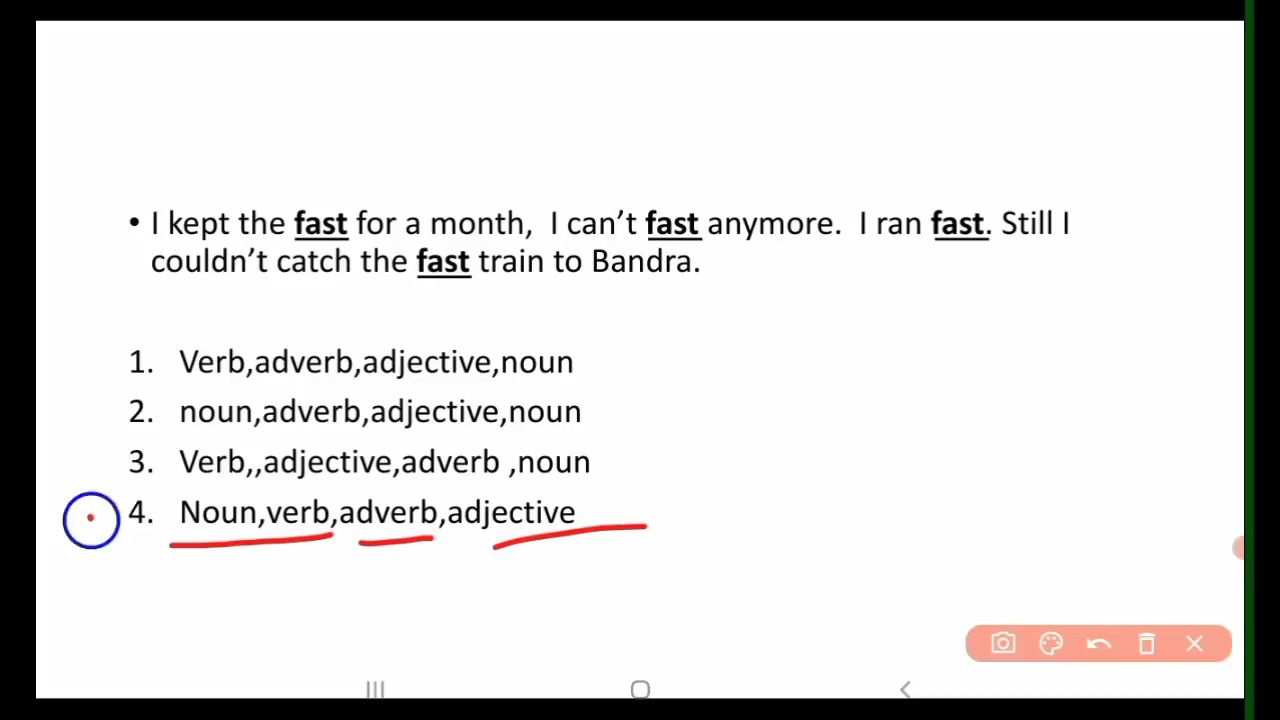 • I kept the fast for a month,  I can’t fast anymore.  I ran fast. Still I
couldn’t catch the fast train to Bandra.
1. Verb,adverb,adjective,noun
2. noun,adverb,adjective,noun
3. Verb,,adjective,adverb ,noun
4. Noun,verb,adverb,adjective